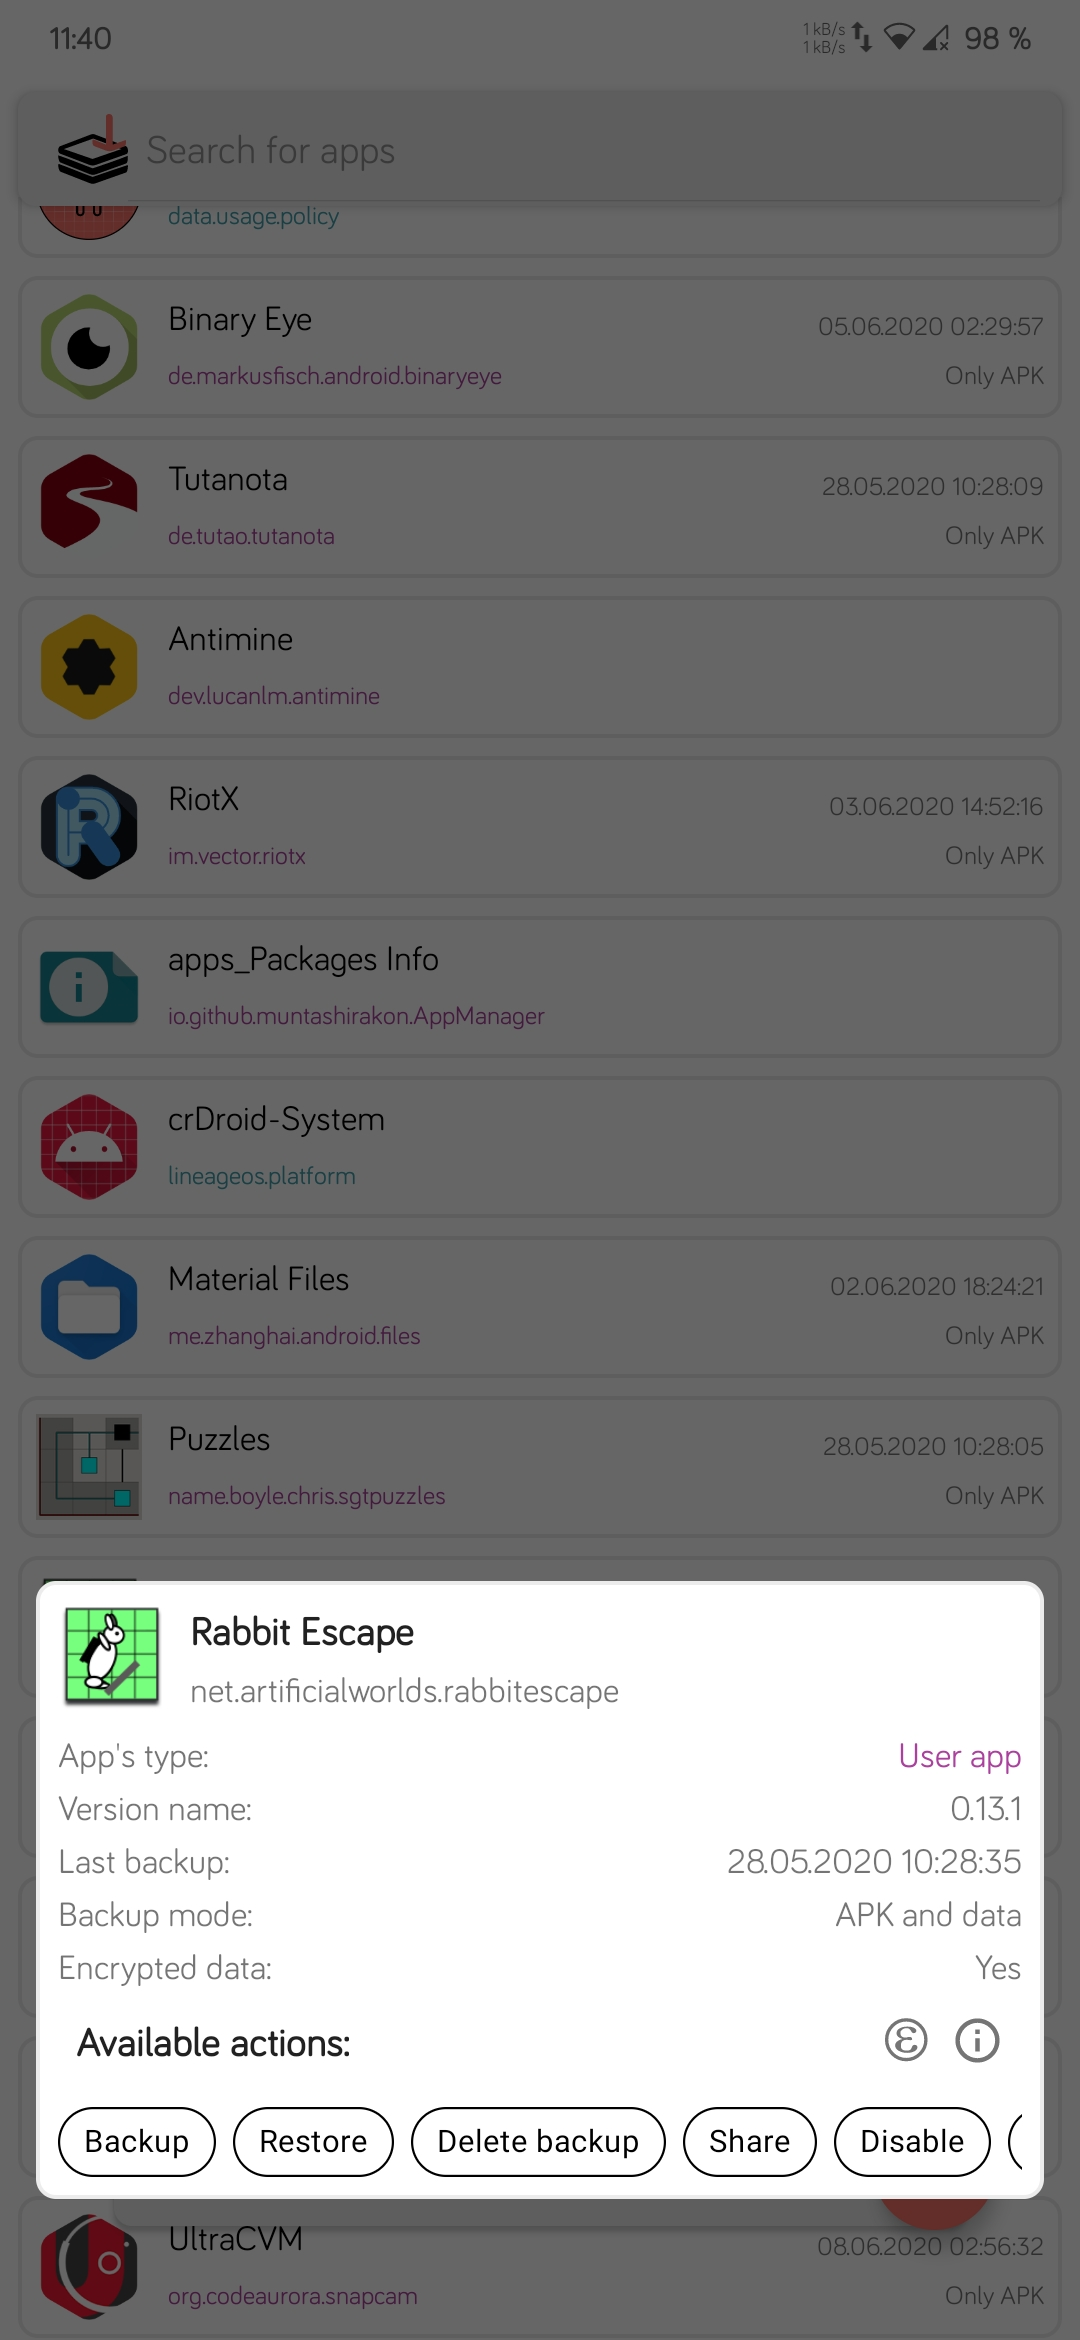 11:40
1 kB/s
1 kB/s
98 %
Search for apps
data.usage.policy
Binary Eye
05.06.2020 02:29:57
de.markusfisch.android.binaryeye
Only APK
Tutanota
28.05.2020 10:28:09
de.tutao.tutanota
Only APK
Antimine
dev.lucanlm.antimine
RiotX
03.06.2020 14:52:16
im.vector.riotx
Only APK
apps_Packages Info
io.github.muntashirakon.AppManager
crDroid-System
lineageos.platform
Material Files
02.06.2020 18:24:21
me.zhanghai.android.files
Only APK
Puzzles
28.05.2020 10:28:05
name.boyle.chris.sgtpuzzles
Only APK
Rabbit Escape
net.artificialworlds.rabbitescape
App's type:
User app
Version name:
0.13.1
Last backup:
28.05.2020 10:28:35
Backup mode:
APK and data
Encrypted data:
Yes
Available actions:
Backup
Restore
Delete backup
Share
Disable
UltraCVM
08.06.2020 02:56:32
org.codeaurora.snapcam
Only APK